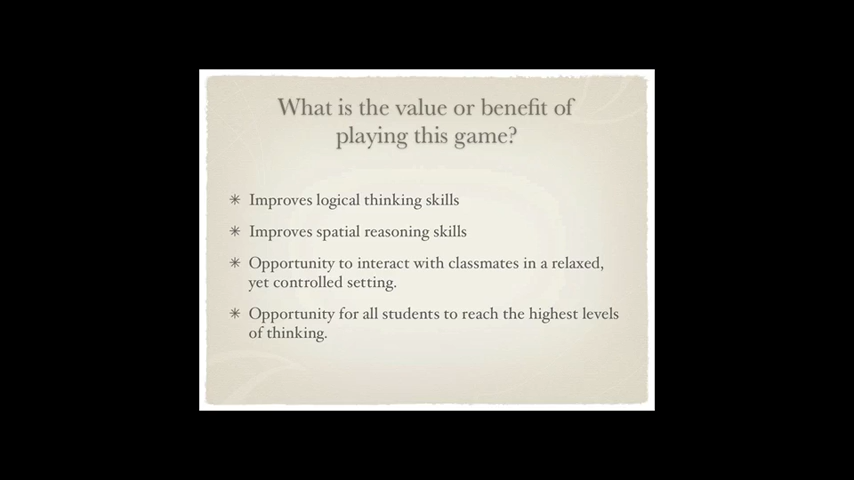 What is the value or benefit of
playing this game?
✴ Improves logical thinking skills
✴ Improves spatial reasoning skills
✴ Opportunity to interact with classmates in a relaxed,
yet controlled setting.
✴ Opportunity for all students to reach the highest levels
of thinking.